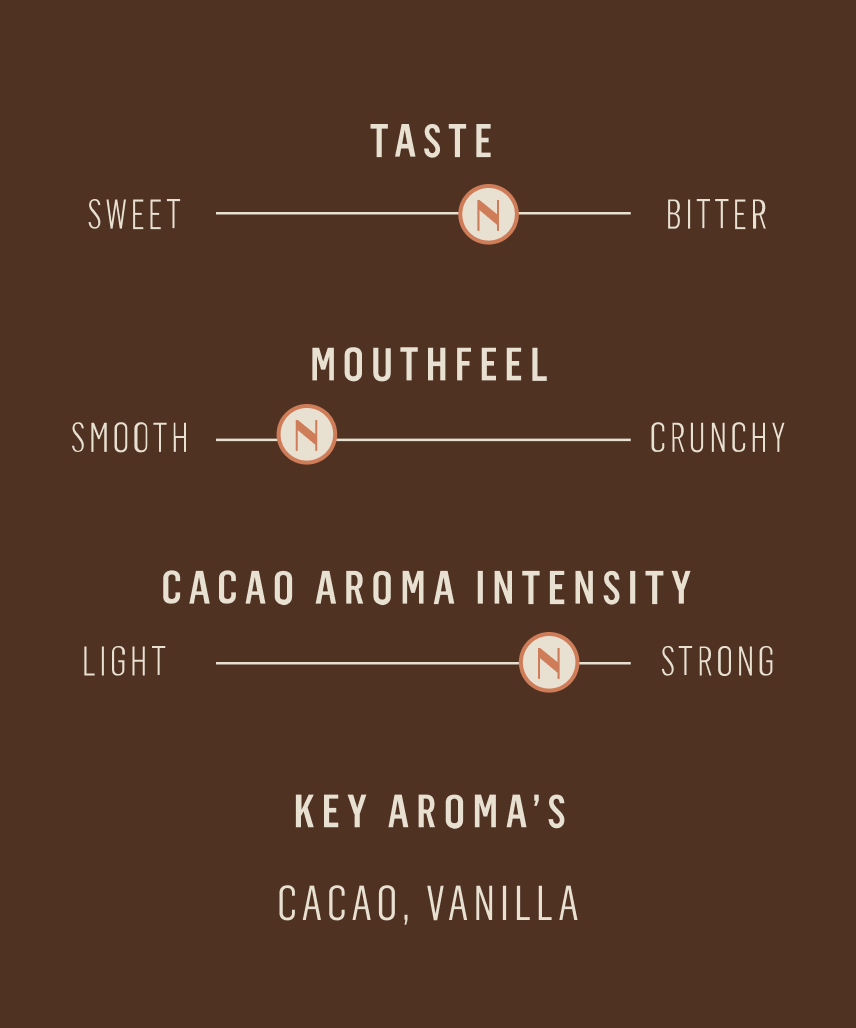 TASTE
SWEET N BITTER
MOUTHFEEL
SMOOTH N CRUNCHY
CACAO AROMA INTENSITY
LIGHT N STRONG
KEY AROMA’S
CACAO, VANILLA